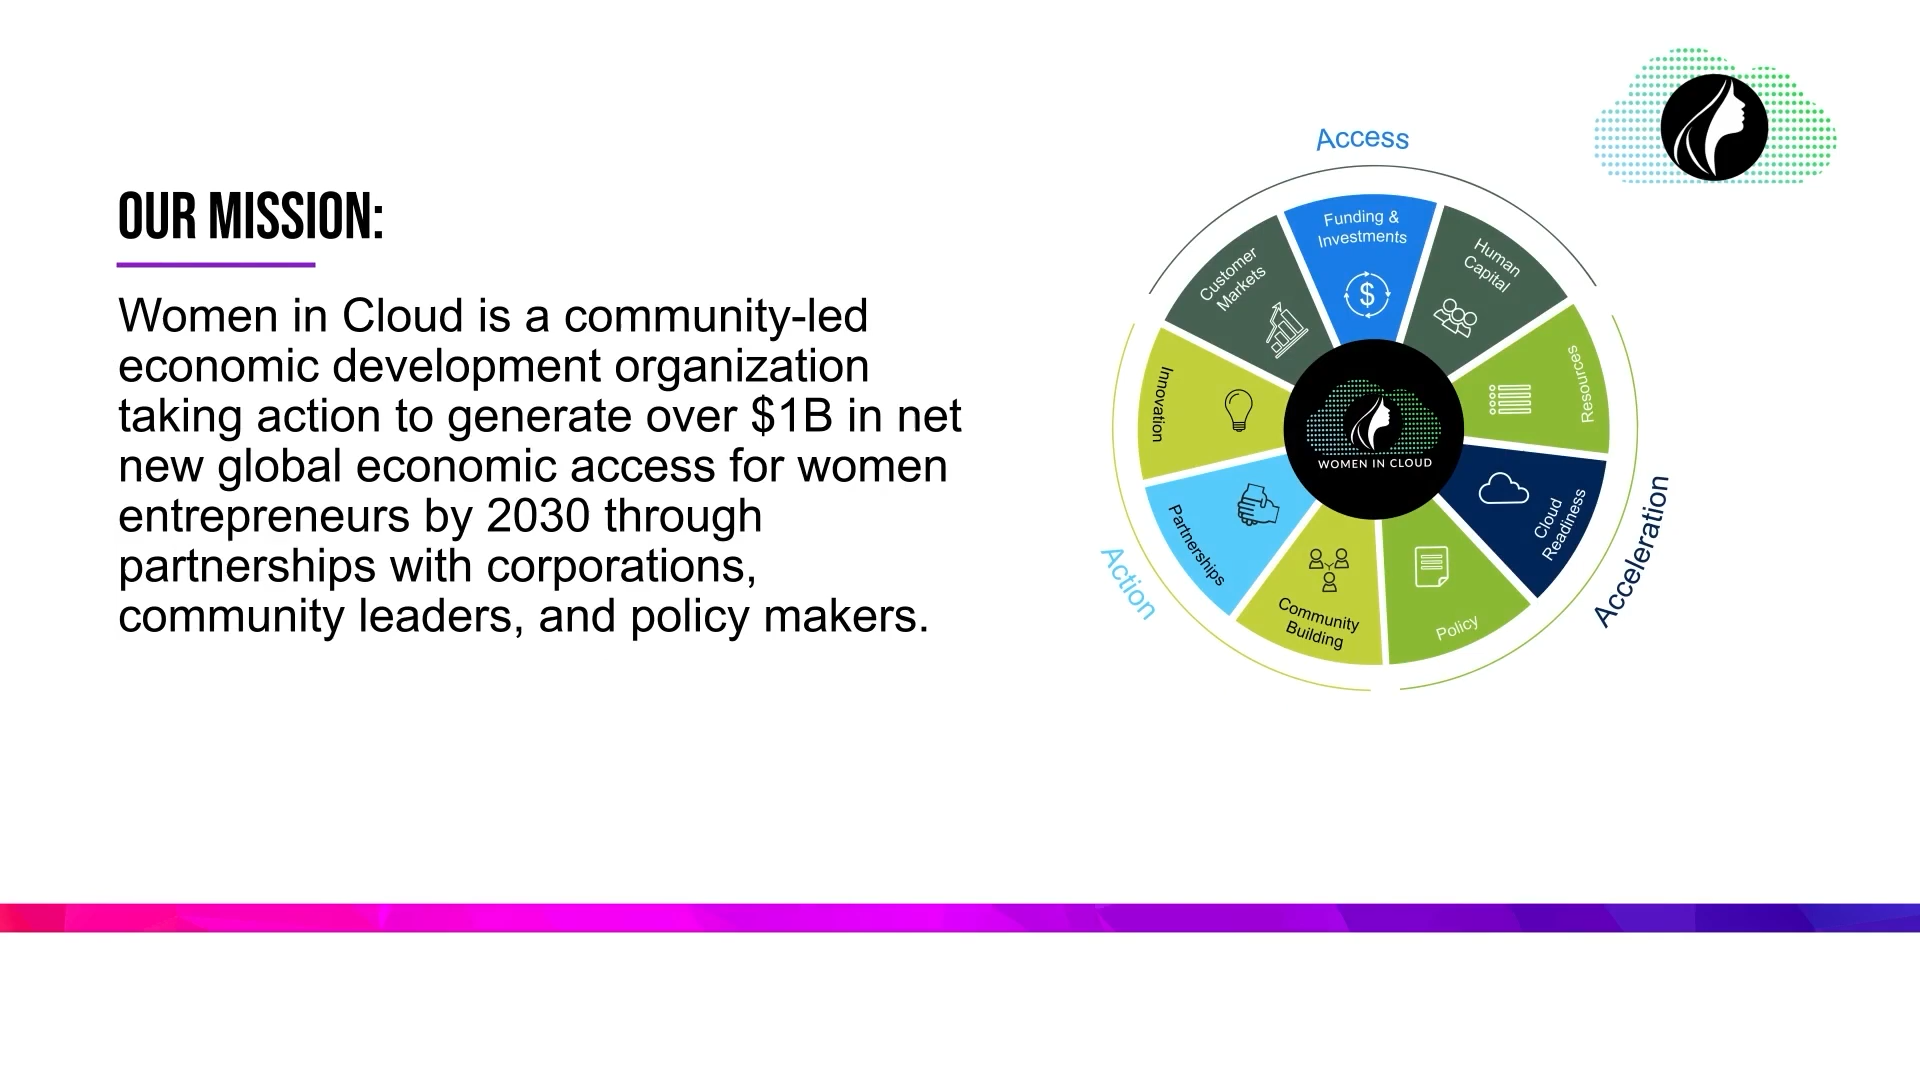 OUR MISSION:
Women in Cloud is a community-led
economic development organization
taking action to generate over $1B in net
new global economic access for women
entrepreneurs by 2030 through
partnerships with corporations,
community leaders, and policy makers.
Access
Funding &
Investments
$
Human
Capital
Resources
Cloud
Readiness
Acceleration
Policy
Community
Building
Partnerships
Action
Innovation
Customer
Markets
WOMEN IN CLOUD